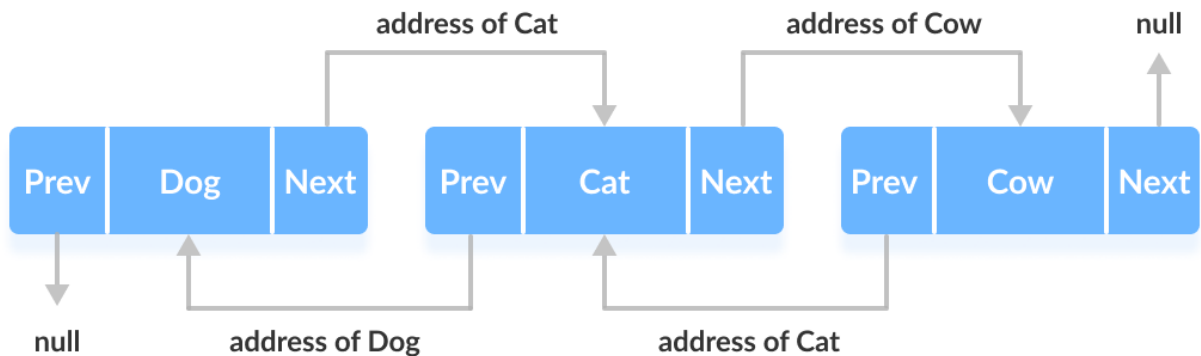 address of Cat address of Cow null
Prev Dog Next Prev Cat Next Prev Cow Next
null address of Dog address of Cat